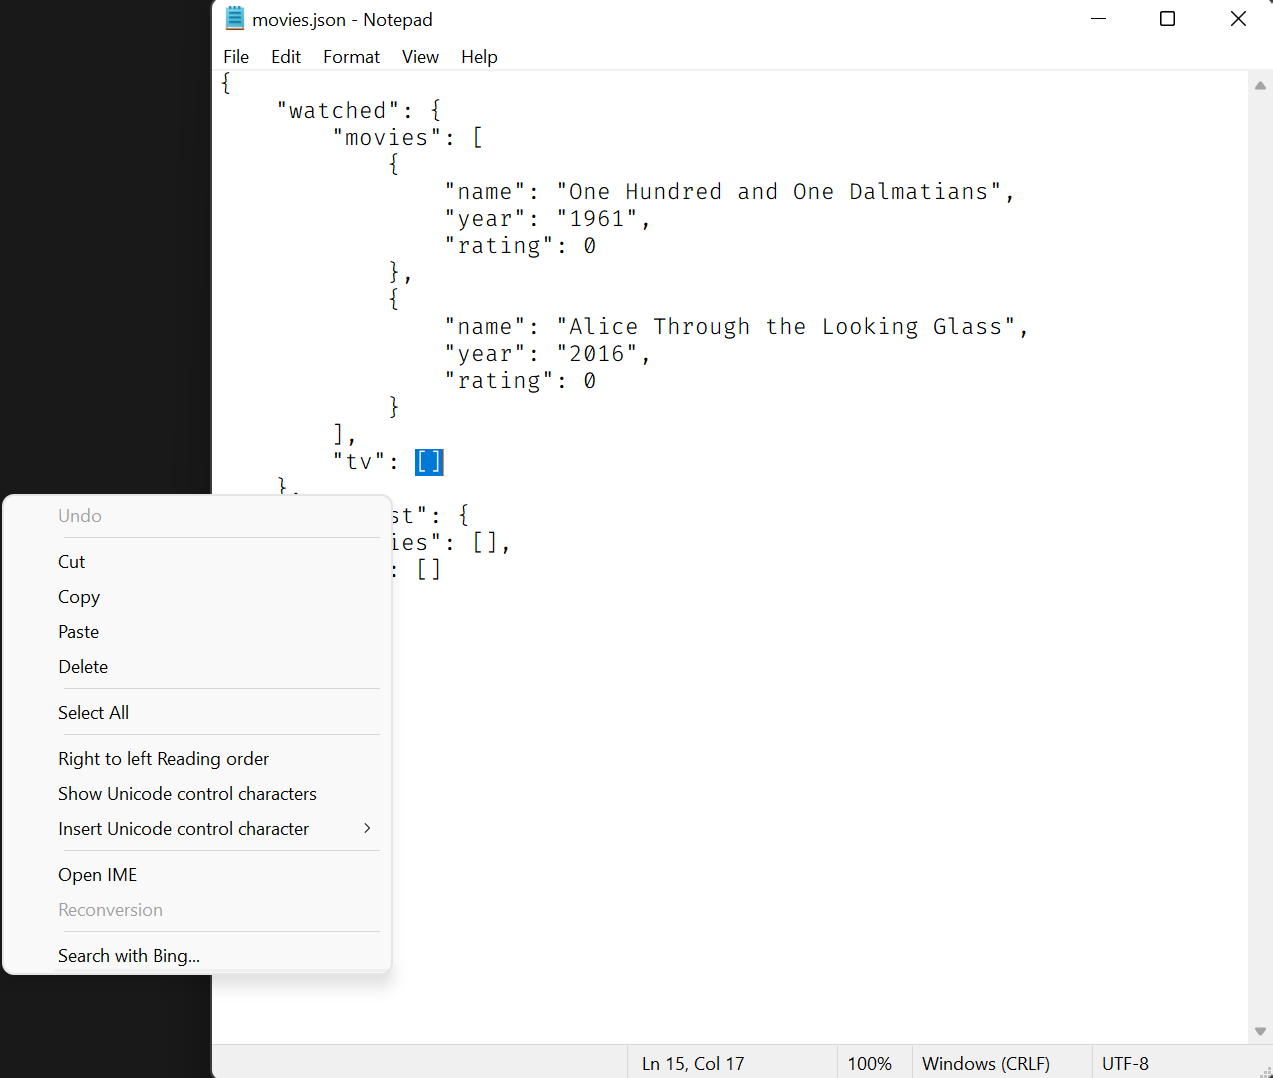 movies.json - Notepad
File Edit Format View Help
{
    "watched": {
        "movies": [
            {
                "name": "One Hundred and One Dalmatians",
                "year": "1961",
                "rating": 0
            },
            {
                "name": "Alice Through the Looking Glass",
                "year": "2016",
                "rating": 0
            }
        ],
        "tv": []
    },
st": {
ies": [],
: []
Undo
Cut
Copy
Paste
Delete
Select All
Right to left Reading order
Show Unicode control characters
Insert Unicode control character
Open IME
Reconversion
Search with Bing...
Ln 15, Col 17 100% Windows (CRLF) UTF-8